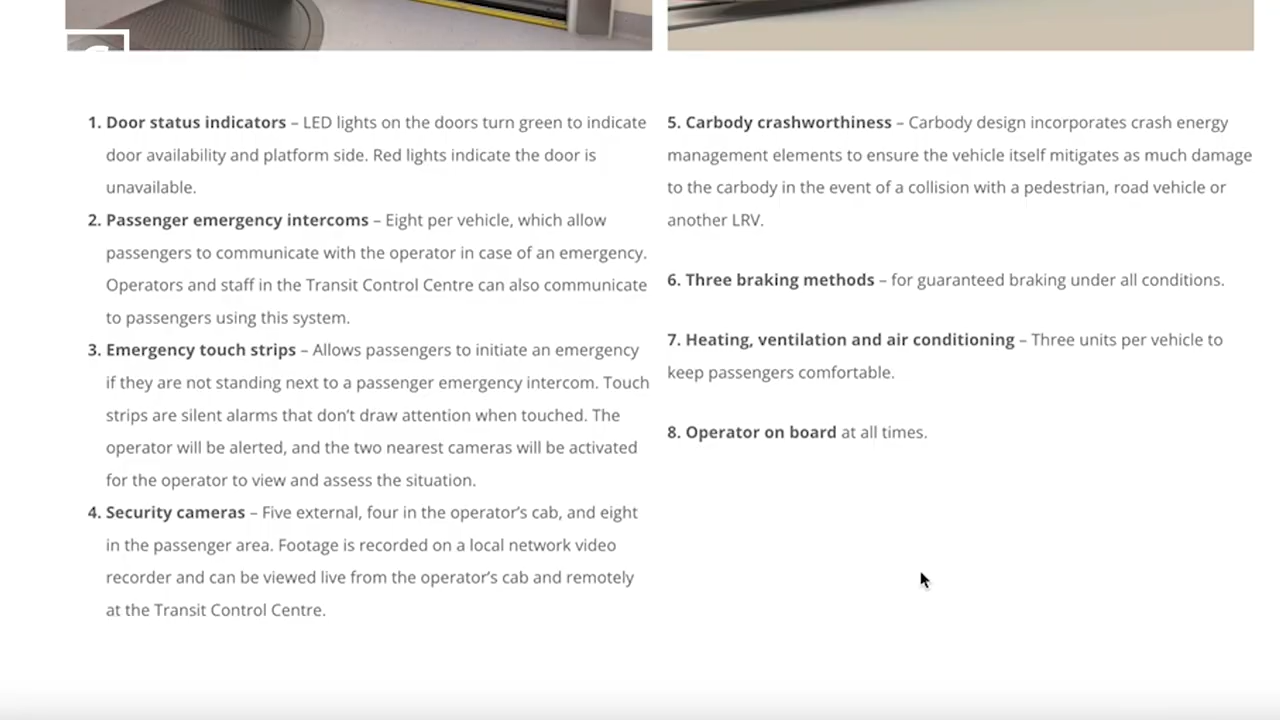 1. Door status indicators – LED lights on the doors turn green to indicate
door availability and platform side. Red lights indicate the door is
unavailable.
2. Passenger emergency intercoms – Eight per vehicle, which allow
passengers to communicate with the operator in case of an emergency.
Operators and staff in the Transit Control Centre can also communicate
to passengers using this system.
3. Emergency touch strips – Allows passengers to initiate an emergency
if they are not standing next to a passenger emergency intercom. Touch
strips are silent alarms that don’t draw attention when touched. The
operator will be alerted, and the two nearest cameras will be activated
for the operator to view and assess the situation.
4. Security cameras – Five external, four in the operator’s cab, and eight
in the passenger area. Footage is recorded on a local network video
recorder and can be viewed live from the operator’s cab and remotely
at the Transit Control Centre.
5. Carbody crashworthiness – Carbody design incorporates crash energy
management elements to ensure the vehicle itself mitigates as much damage
to the carbody in the event of a collision with a pedestrian, road vehicle or
another LRV.
6. Three braking methods – for guaranteed braking under all conditions.
7. Heating, ventilation and air conditioning – Three units per vehicle to
keep passengers comfortable.
8. Operator on board at all times.